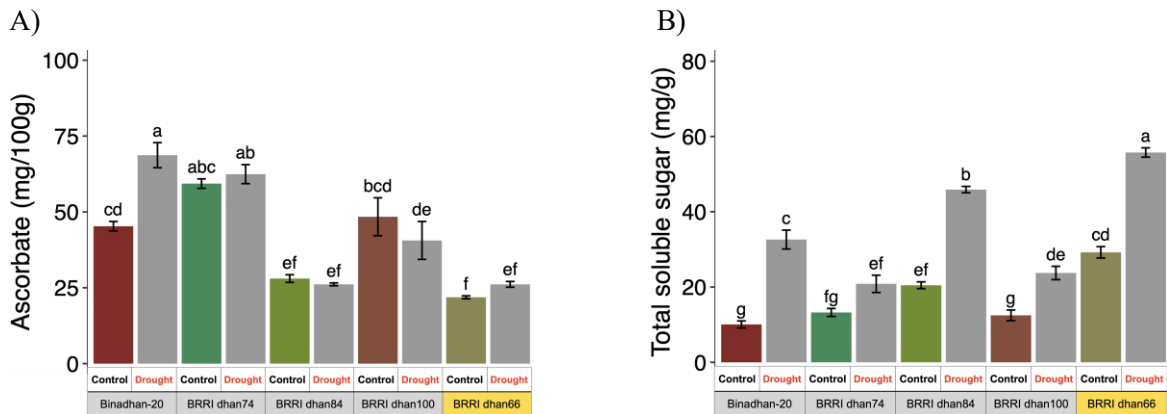 A)
B)
Ascorbate (mg/100g)
100
75
50
25
0
cd
a
abc
ab
ef
ef
bcd
de
f
ef
Control Drought Control Drought Control Drought Control Drought Control Drought
Binadhan-20 BRRI dhan74 BRRI dhan84 BRRI dhan100 BRRI dhan66
Total soluble sugar (mg/g)
80
60
40
20
0
g
c
fg
ef
ef
b
g
de
cd
a
Control Drought Control Drought Control Drought Control Drought Control Drought
Binadhan-20 BRRI dhan74 BRRI dhan84 BRRI dhan100 BRRI dhan66